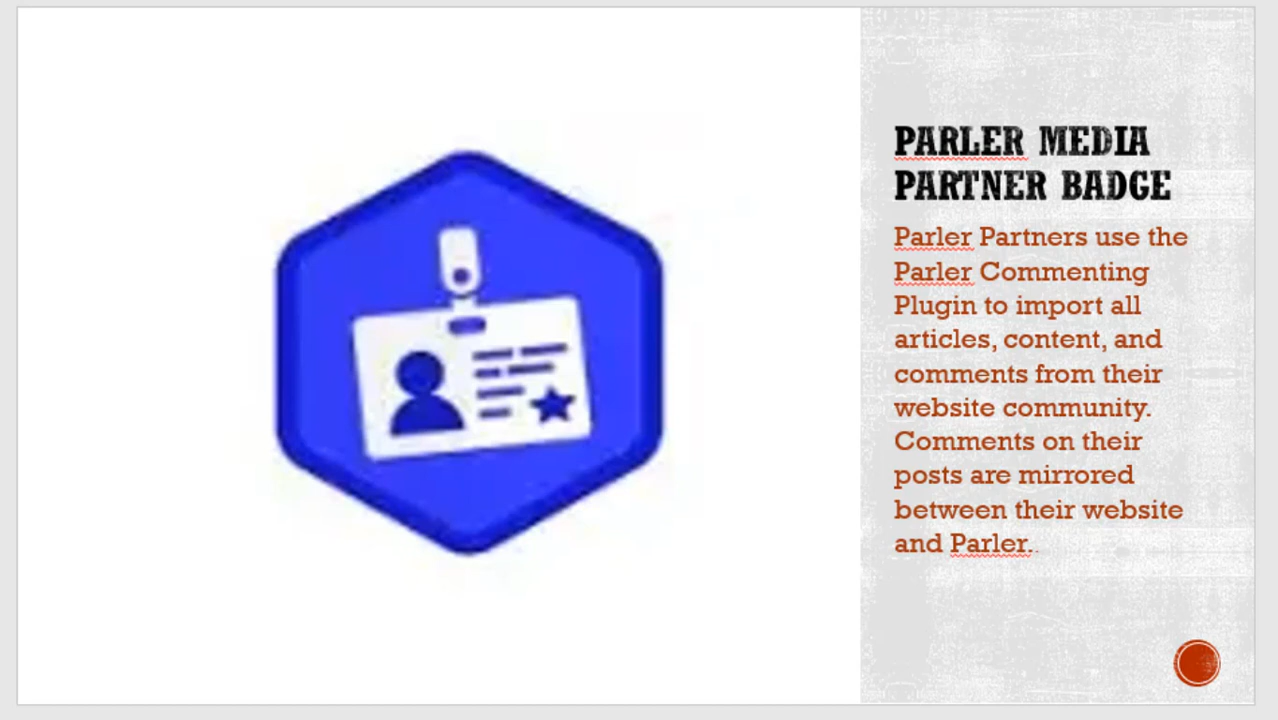 PARLER MEDIA
PARTNER BADGE
Parler Partners use the
Parler Commenting
Plugin to import all
articles, content, and
comments from their
website community.
Comments on their
posts are mirrored
between their website
and Parler..